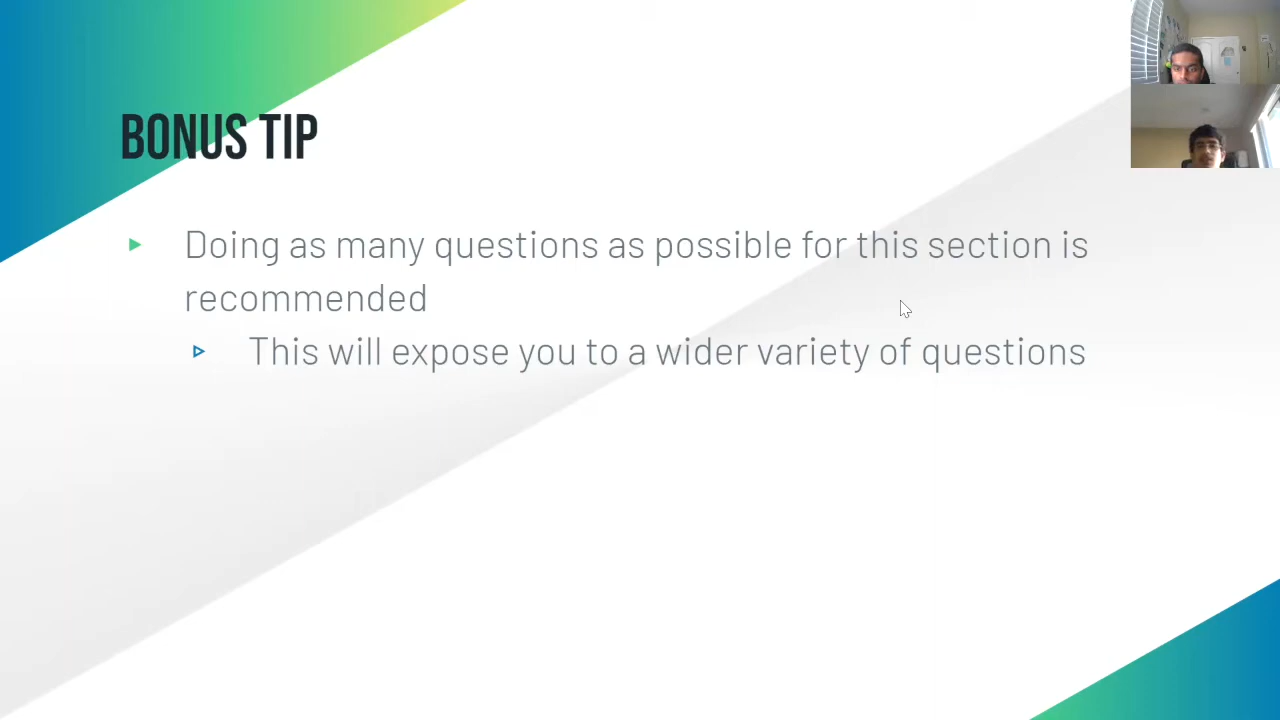 BONUS TIP
Doing as many questions as possible for this section is
recommended
This will expose you to a wider variety of questions